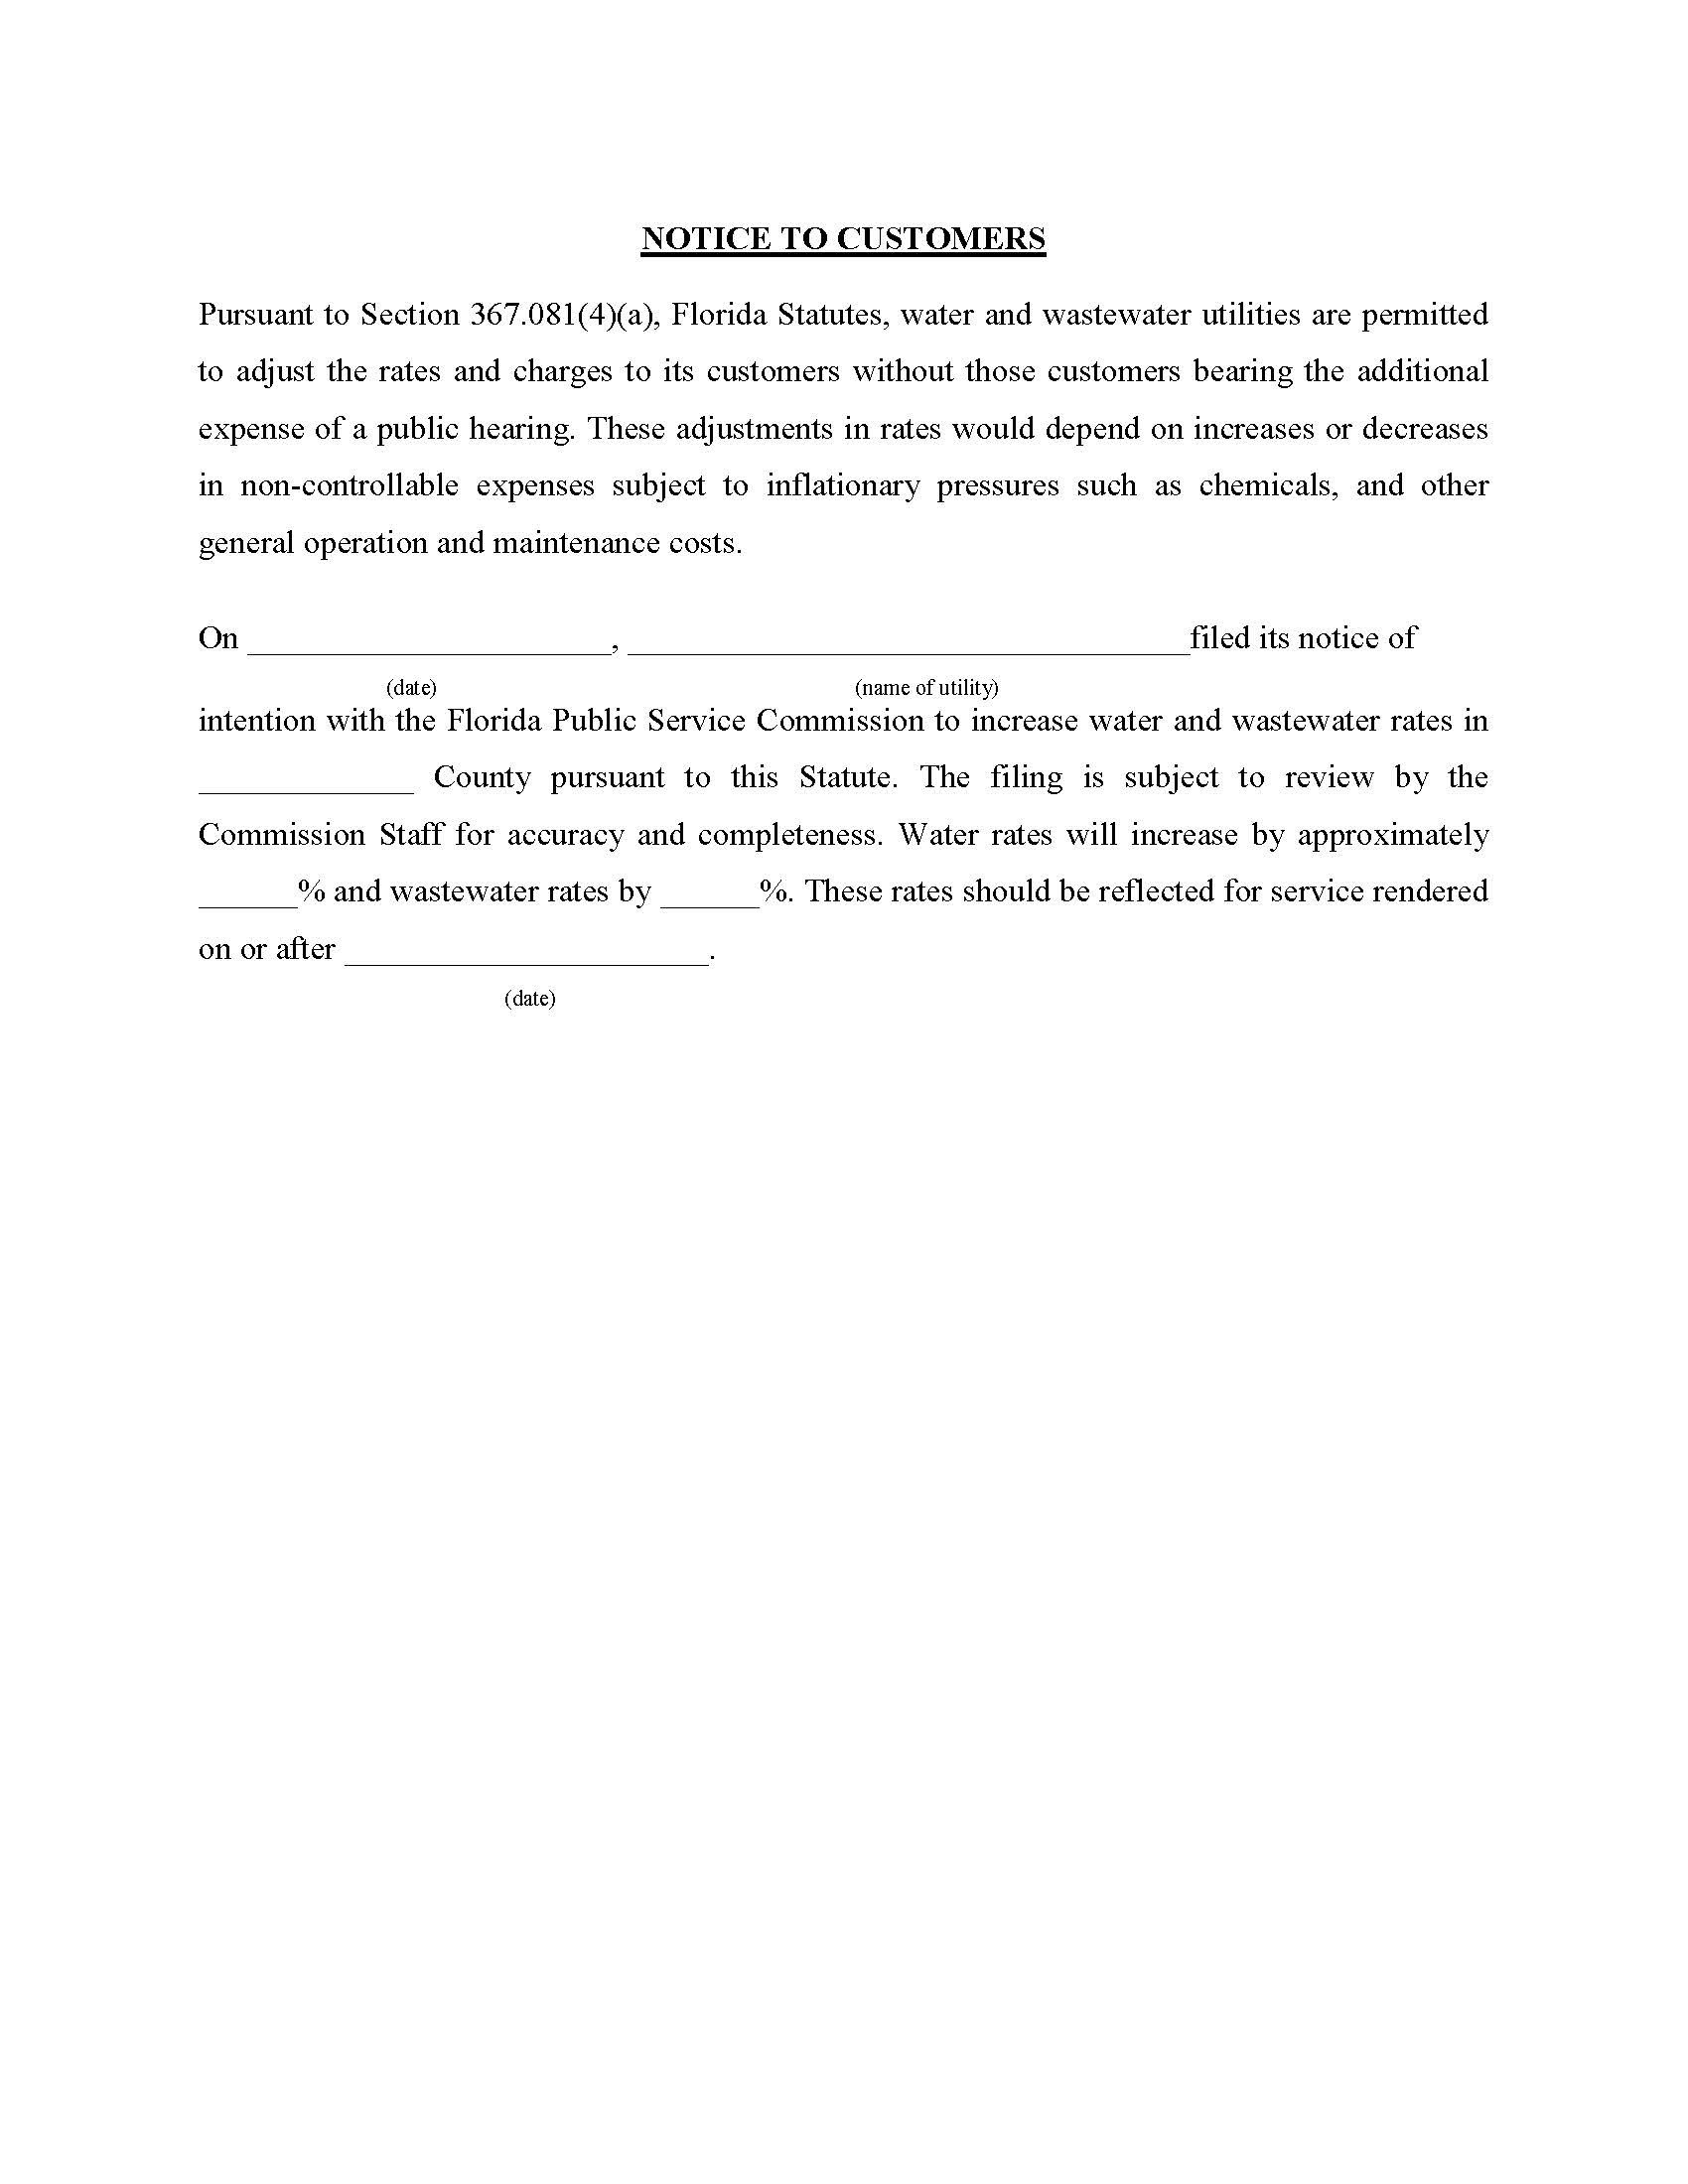 NOTICE TO CUSTOMERS
Pursuant to Section 367.081(4)(a), Florida Statutes, water and wastewater utilities are permitted
to adjust the rates and charges to its customers without those customers bearing the additional
expense of a public hearing. These adjustments in rates would depend on increases or decreases
in non-controllable expenses subject to inflationary pressures such as chemicals, and other
general operation and maintenance costs.
On ______________________, __________________________________filed its notice of
(date) (name of utility)
intention with the Florida Public Service Commission to increase water and wastewater rates in
_____________ County pursuant to this Statute. The filing is subject to review by the
Commission Staff for accuracy and completeness. Water rates will increase by approximately
______% and wastewater rates by ______%. These rates should be reflected for service rendered
on or after ______________________.
(date)